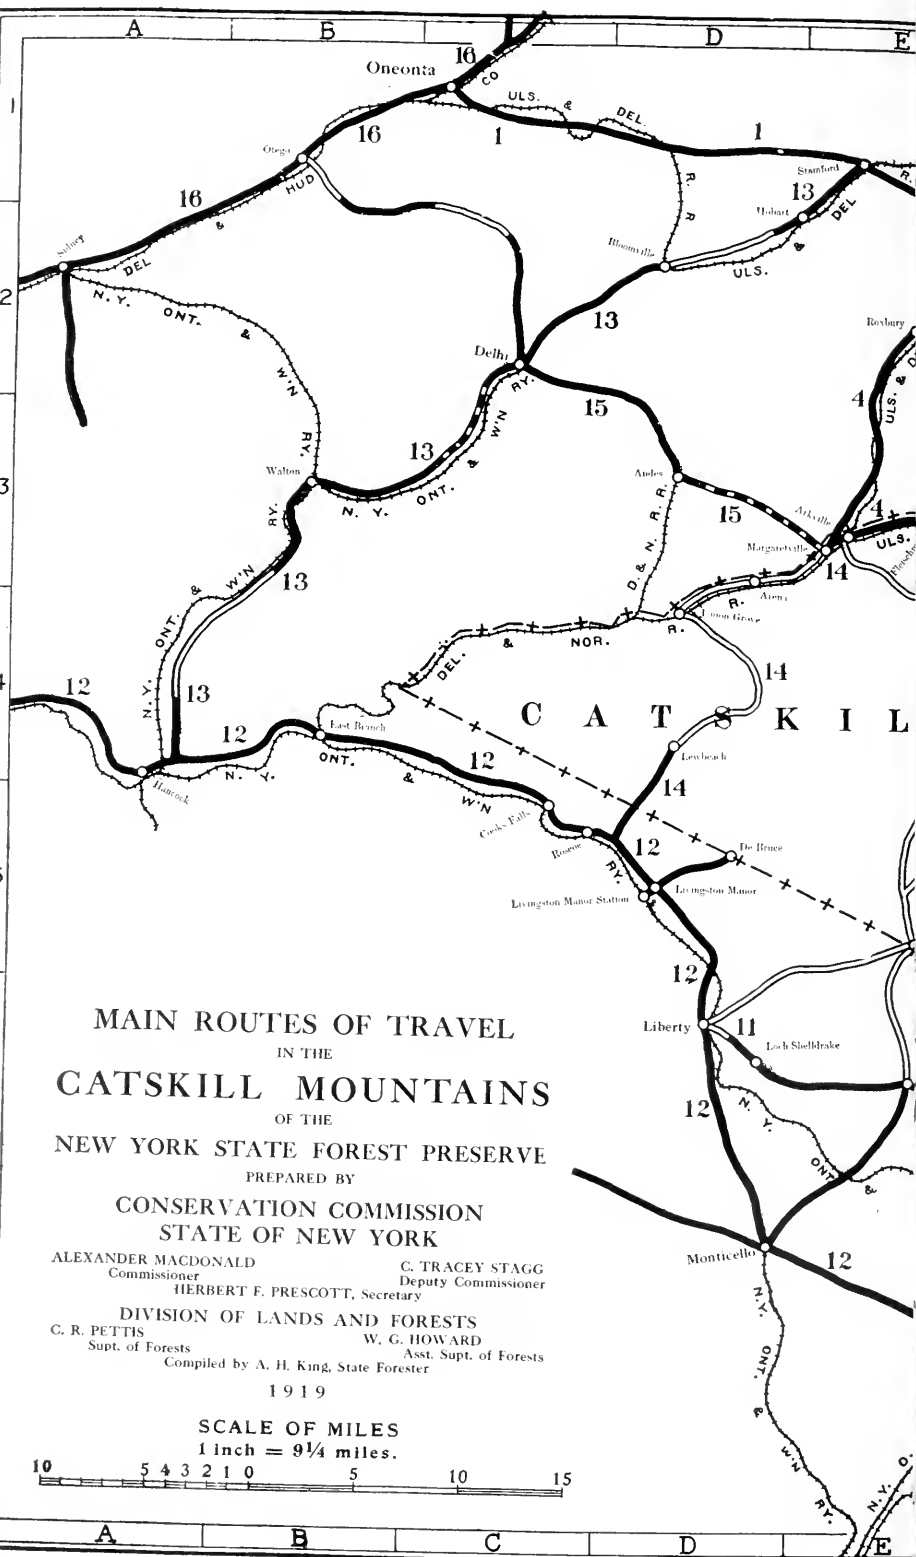 A B D E
16
Oneonta
CO
1
ULS. & DEL.
16
1
1
Otego
Stamford
R.
HUD
R. R
13
16
Hobart
DEL
&
&
Sidney
Bloomville
DEL
ULS.
2
N. Y. ONT. & W'N RY.
13
Roxbury
Delhi
RY.
ULS. & D
15
4
W'N
13
&
Walton
Andes
ONT.
3
N. Y.
R. R.
15
Arkville
4
RY.
Margaretville
ULS.
14
W'N
13
D. & N.
Fleisch
&
Arena
R.
Union Grove
ONT.
R.
& NOR.
DEL.
14
4
12
N. Y.
13
C A T S K I L
East Branch
12
Lewbeach
12
ONT.
N. Y.
14
Hancock
& W'N
Cooks Falls
12
De Bruce
Roscoe
RY.
Livingston Manor
Livingston Manor Station
12
MAIN ROUTES OF TRAVEL
IN THE
CATSKILL MOUNTAINS
OF THE
NEW YORK STATE FOREST PRESERVE
PREPARED BY
CONSERVATION COMMISSION
STATE OF NEW YORK
ALEXANDER MACDONALD
Commissioner
C. TRACEY STAGG
Deputy Commissioner
HERBERT F. PRESCOTT, Secretary
DIVISION OF LANDS AND FORESTS
C. R. PETTIS
Supt. of Forests
W. G. HOWARD
Asst. Supt. of Forests
Compiled by A. H. King, State Forester
1919
SCALE OF MILES
1 inch = 9¼ miles.
10 5 4 3 2 1 0 5 10 15
Liberty
11
Loch Sheldrake
12
N. Y. ONT. &
Monticello
12
N.Y. ONT. & W'N RY.
N.Y. O.
A B C D E